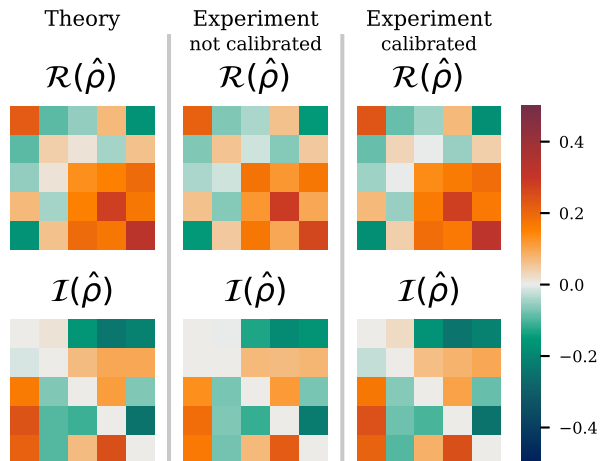 Theory
Experiment
not calibrated
Experiment
calibrated
ℛ(ρ̂)
ℛ(ρ̂)
ℛ(ρ̂)
ℐ(ρ̂)
ℐ(ρ̂)
ℐ(ρ̂)
0.4
0.2
0.0
−0.2
−0.4